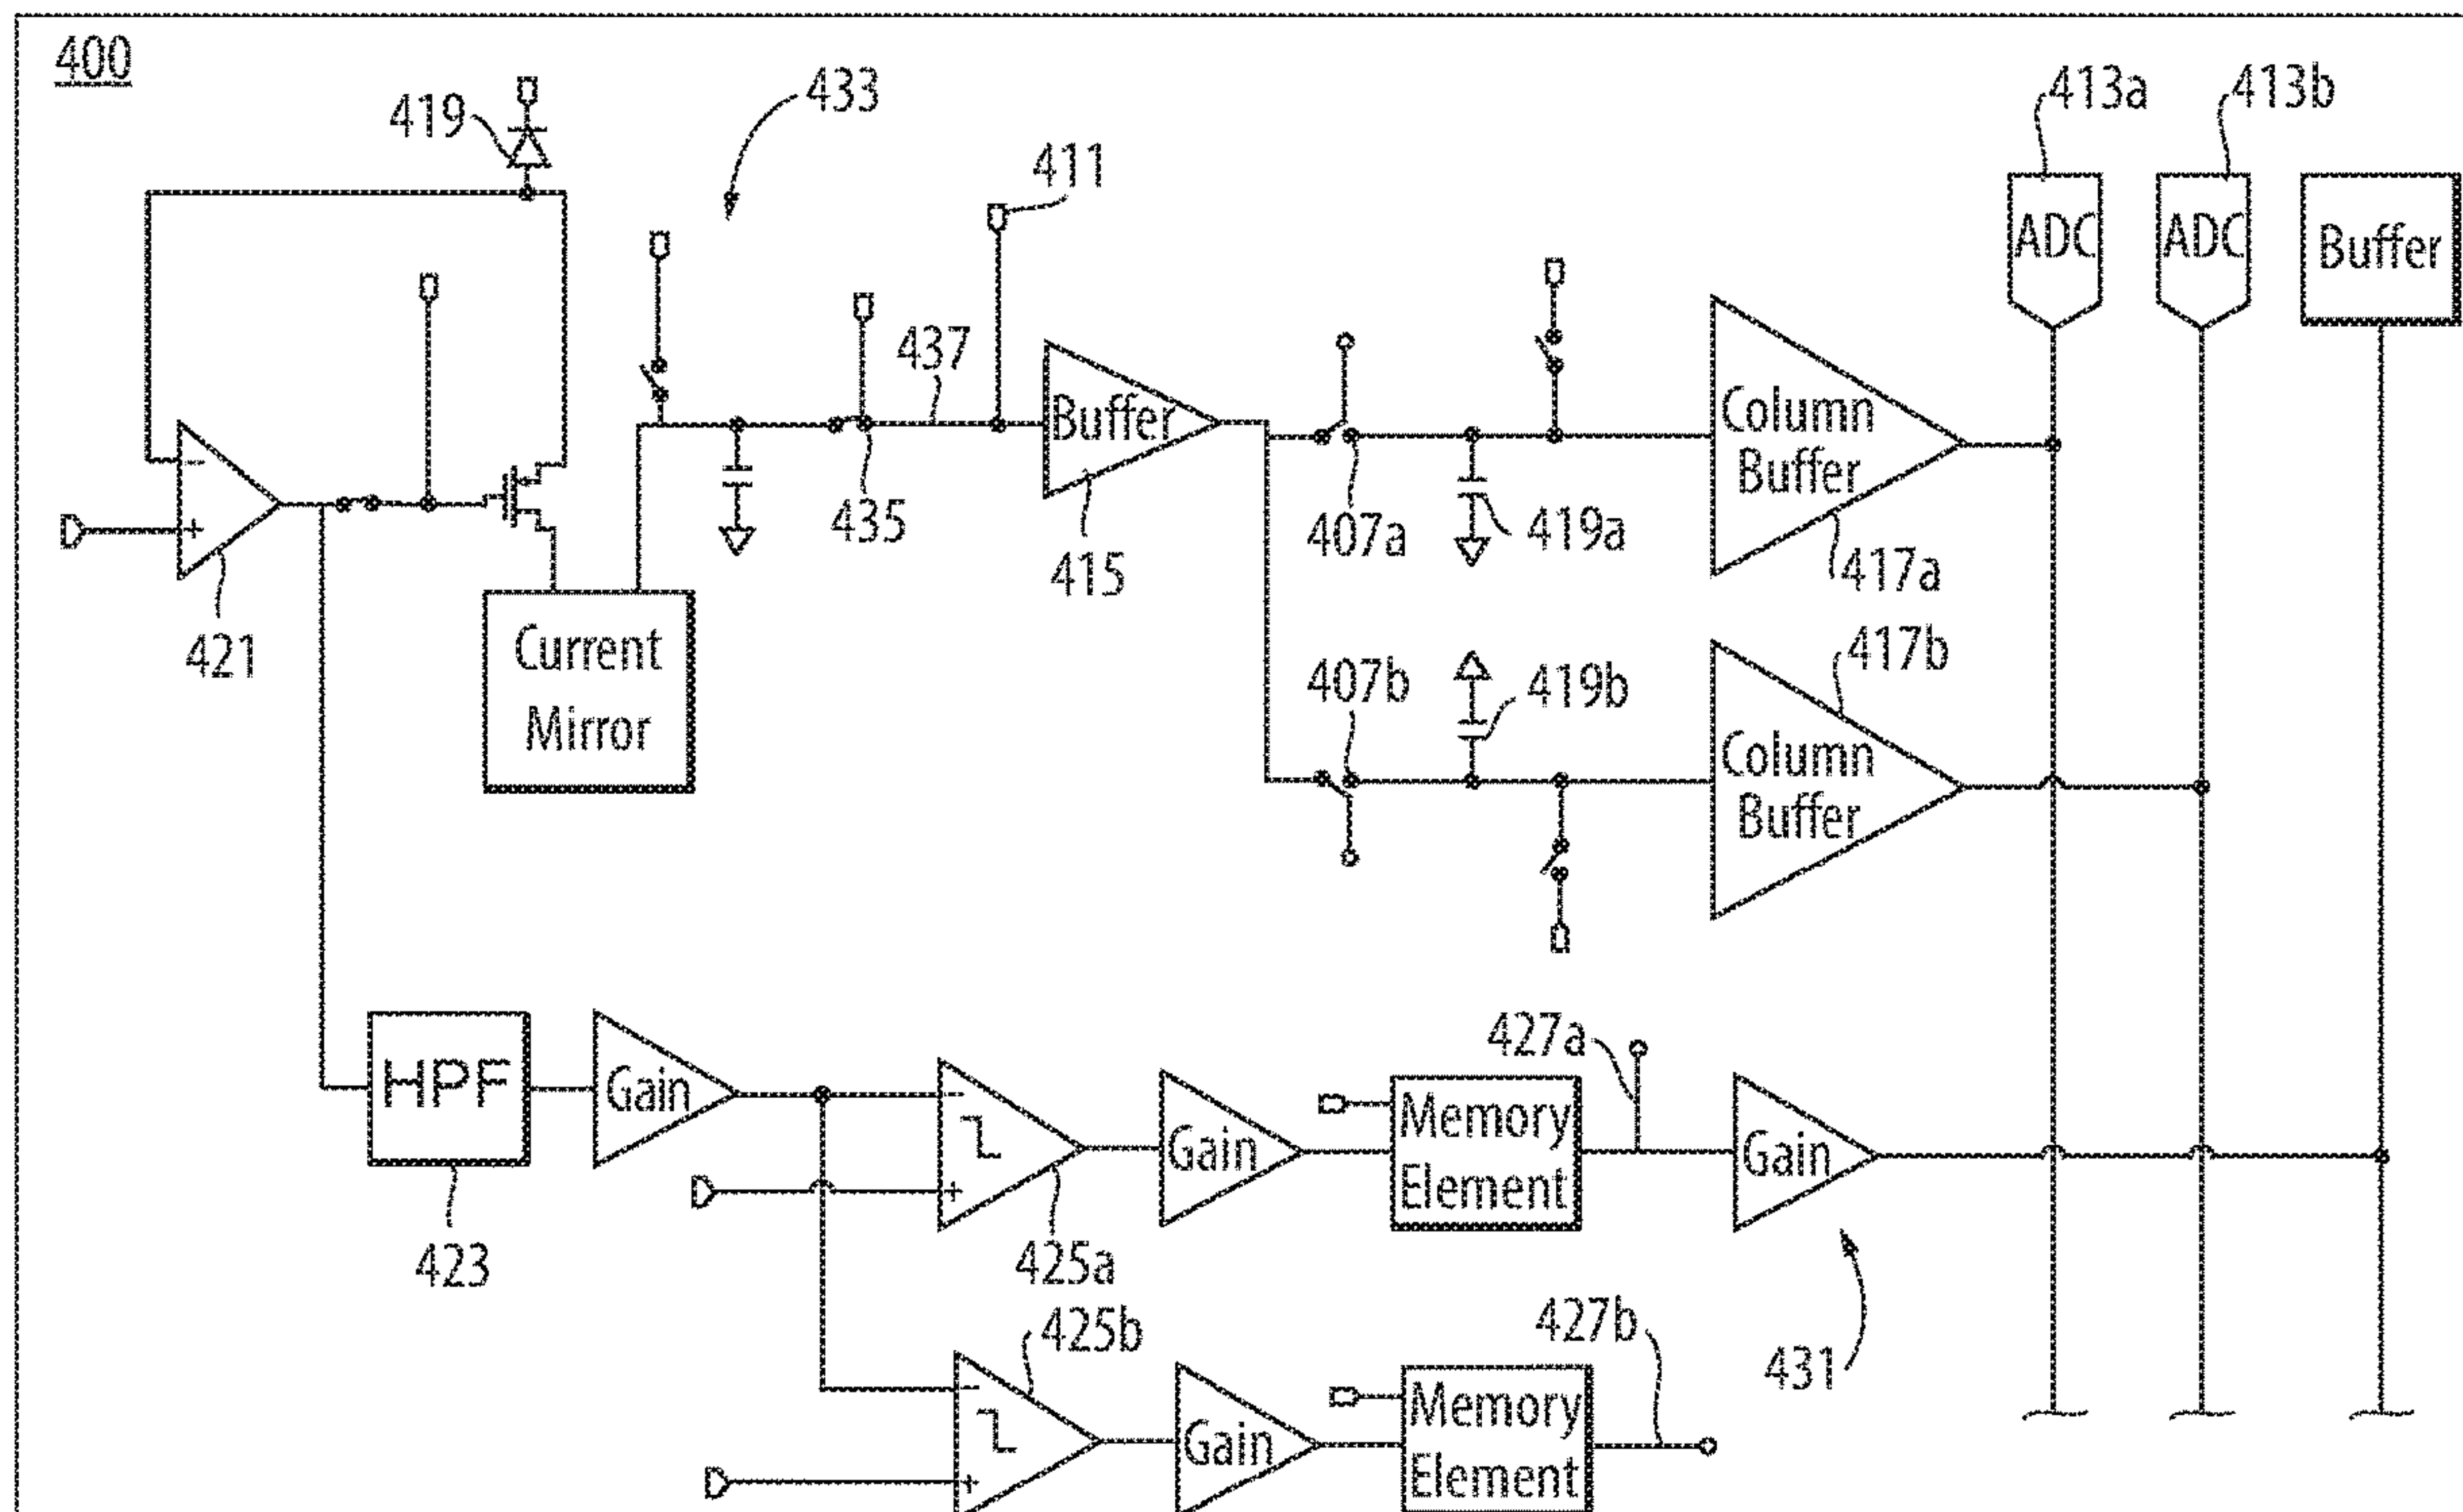 400
419
433
411
413a
413b
ADC
ADC
Buffer
437
Buffer
Column
Buffer
-
+
435
407a
419a
415
417a
421
Current
Mirror
407b
419b
417b
Column
Buffer
427a
HPF
Gain
-
+
Gain
Memory
Element
Gain
423
425a
425b
427b
431
-
+
Gain
Memory
Element